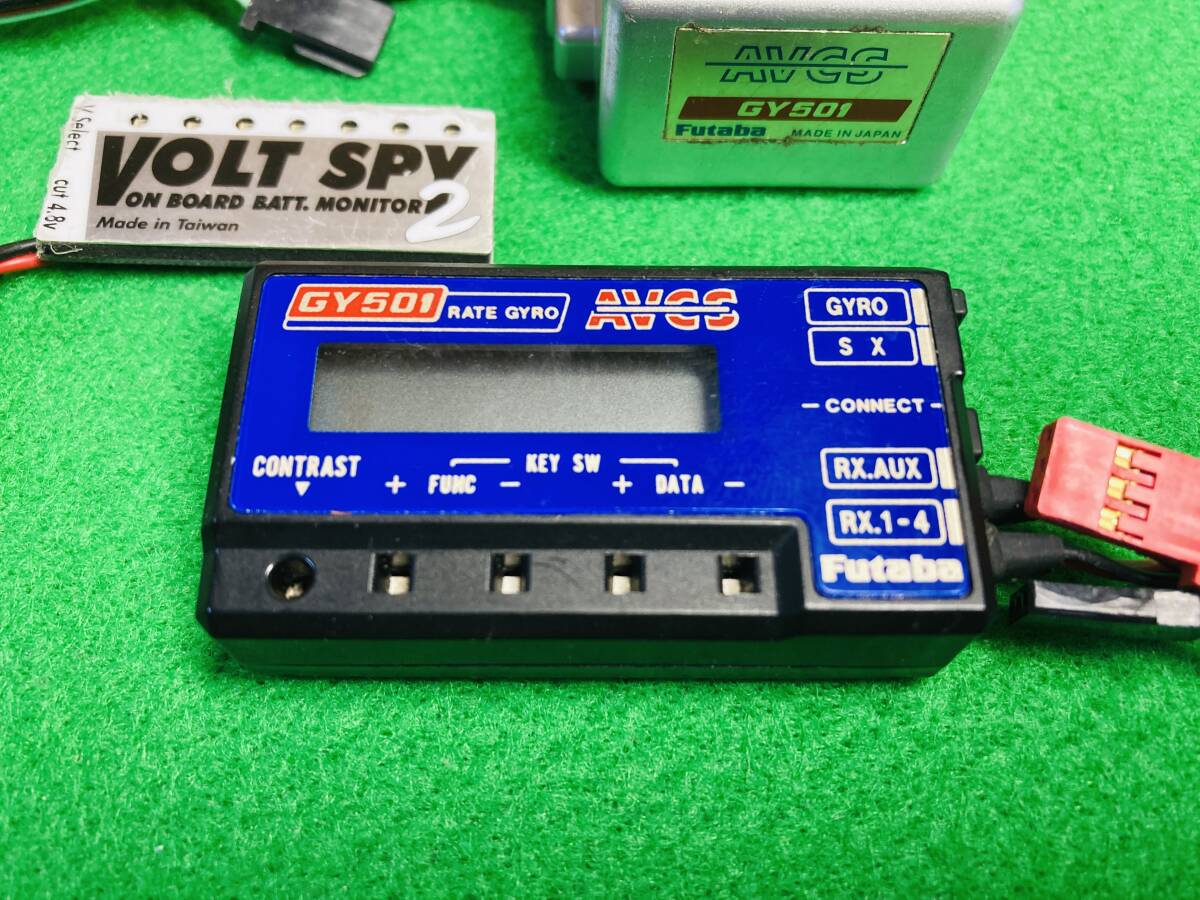 AVCS
GY501
Futaba MADE IN JAPAN
V Select cut 4.8v
VOLT SPY
ON BOARD BATT. MONITOR 2
Made in Taiwan
GY501 RATE GYRO AVCS
GYRO
S X
- CONNECT -
RX.AUX
RX.1-4
Futaba
CONTRAST
▼
KEY SW
+ FUNC - + DATA -